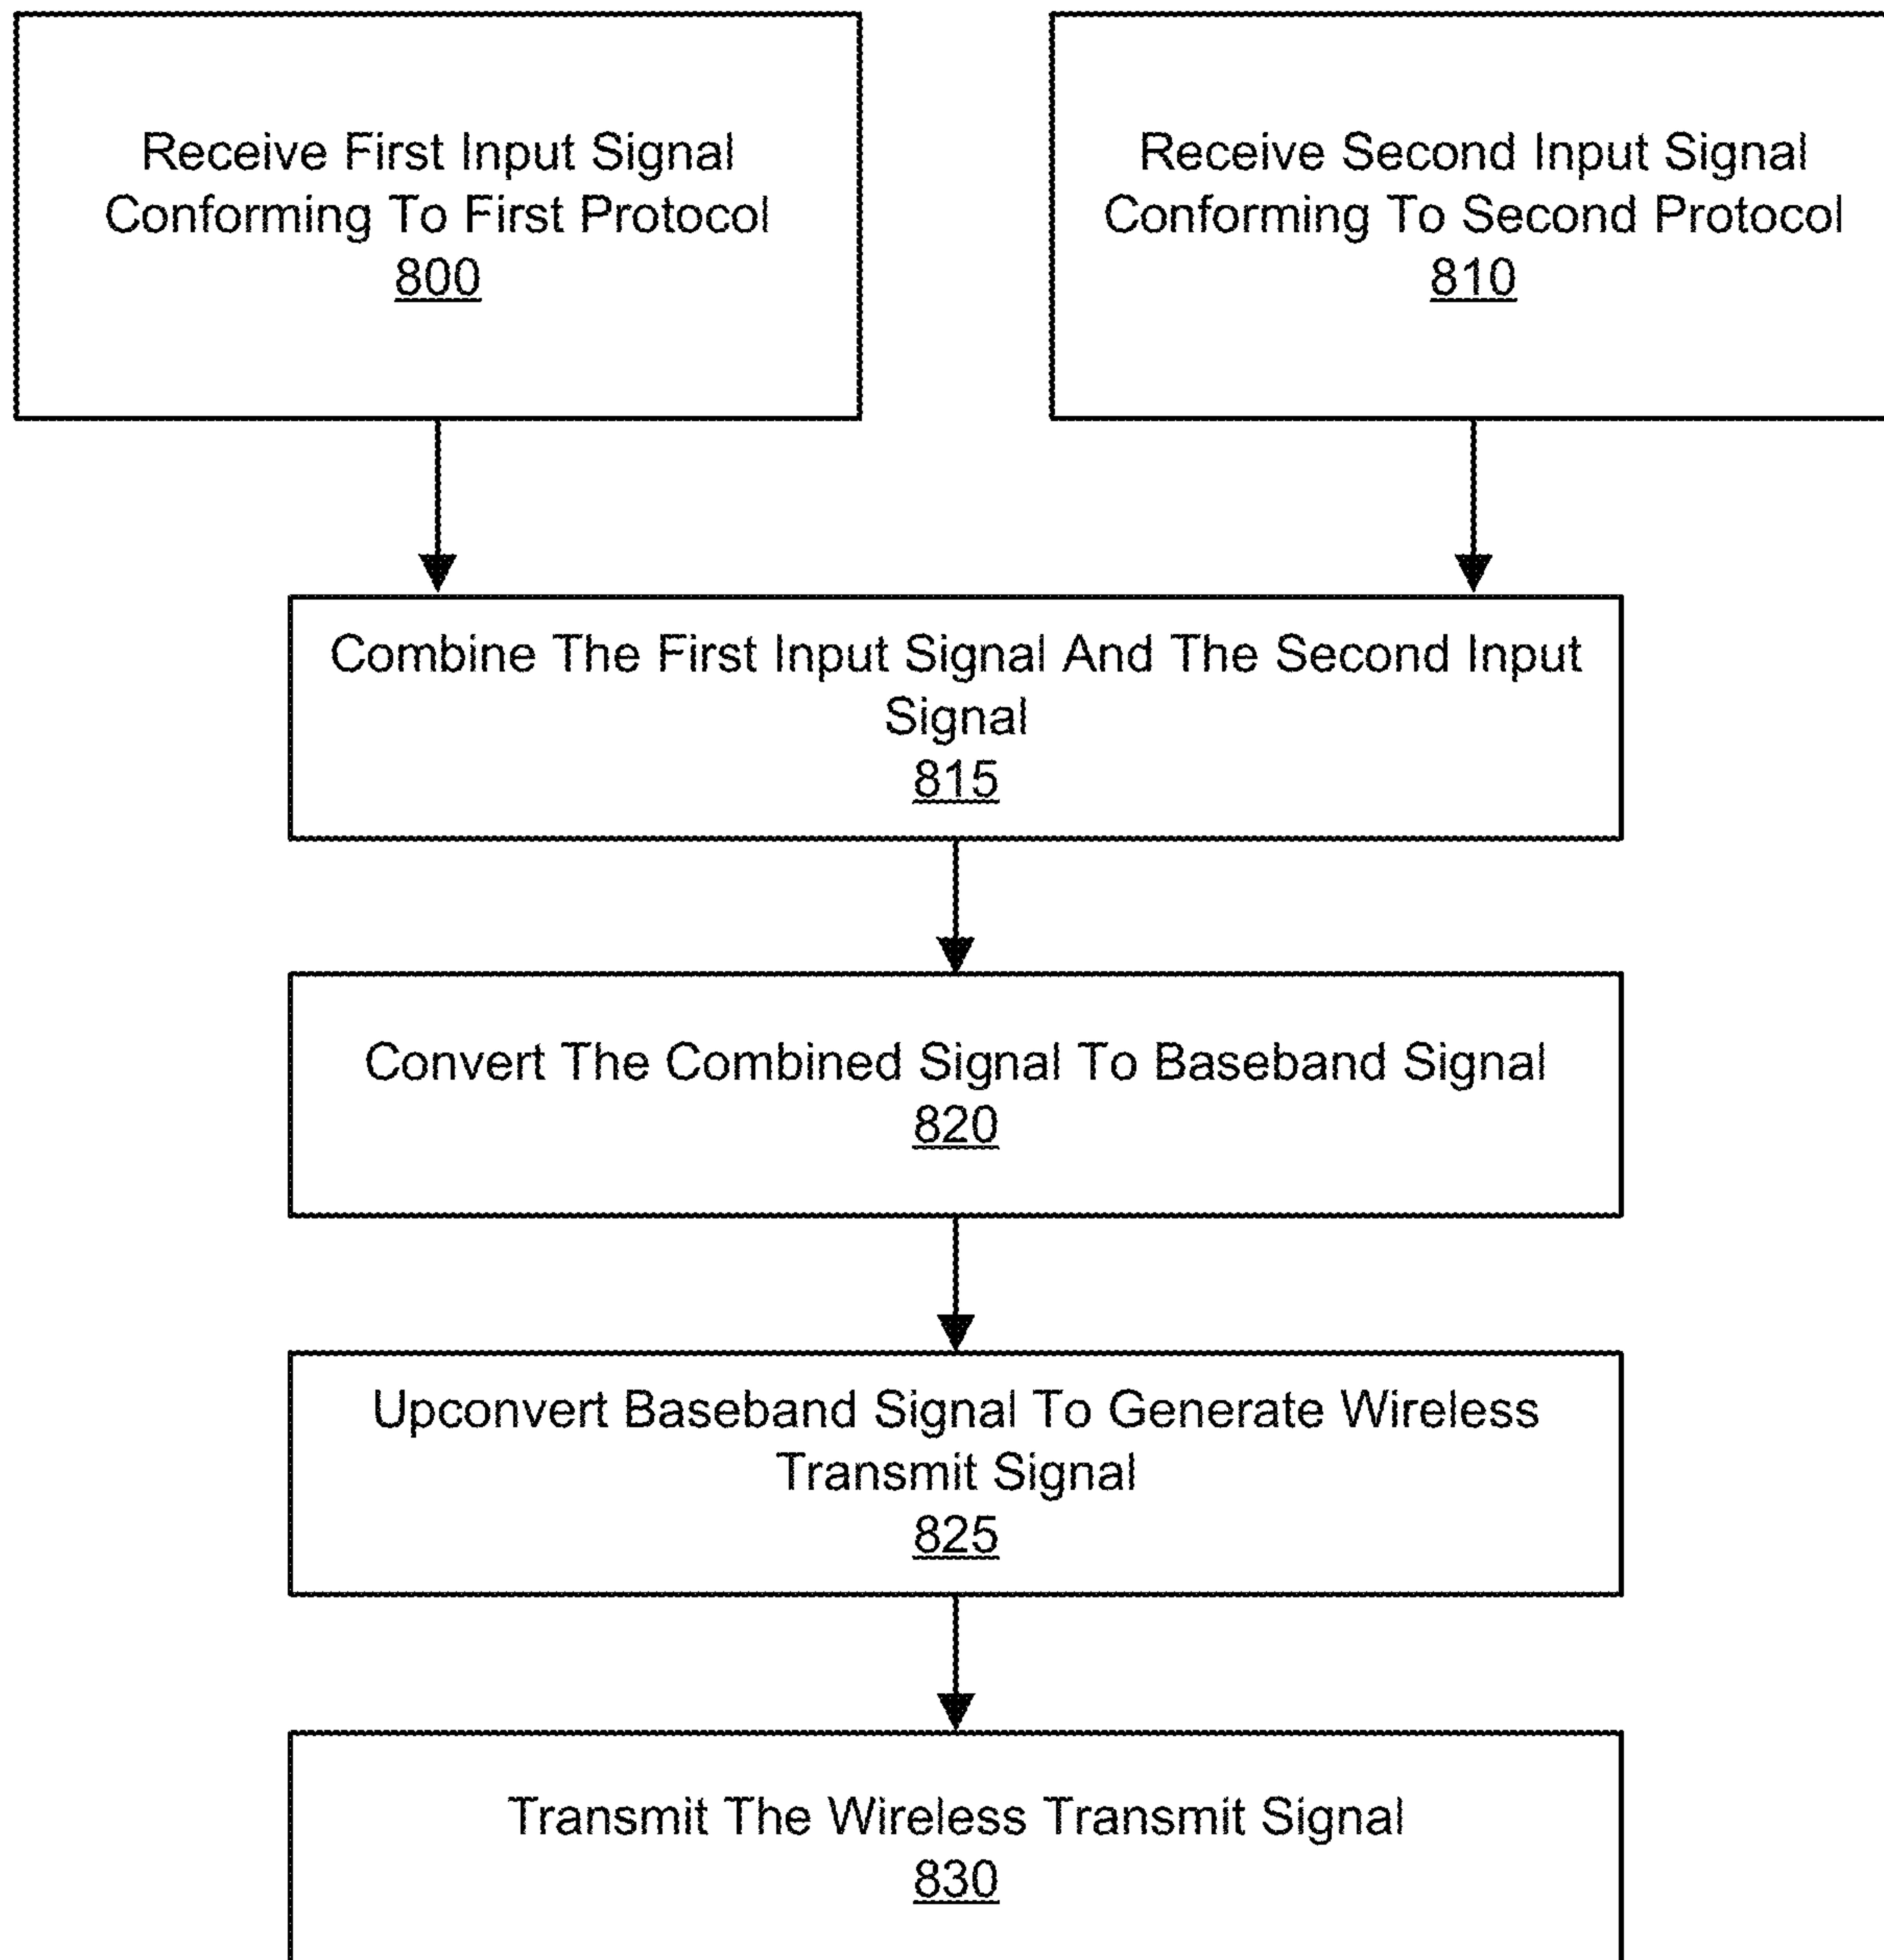 Receive First Input Signal
Conforming To First Protocol
800
Receive Second Input Signal
Conforming To Second Protocol
810
Combine The First Input Signal And The Second Input
Signal
815
Convert The Combined Signal To Baseband Signal
820
Upconvert Baseband Signal To Generate Wireless
Transmit Signal
825
Transmit The Wireless Transmit Signal
830